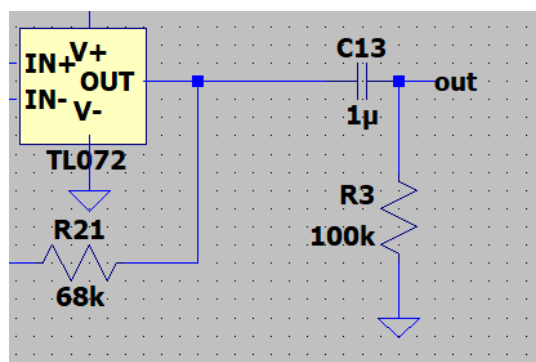 V+
IN+
OUT
IN-
V-
TL072
C13
1µ
out
R3
100k
R21
68k